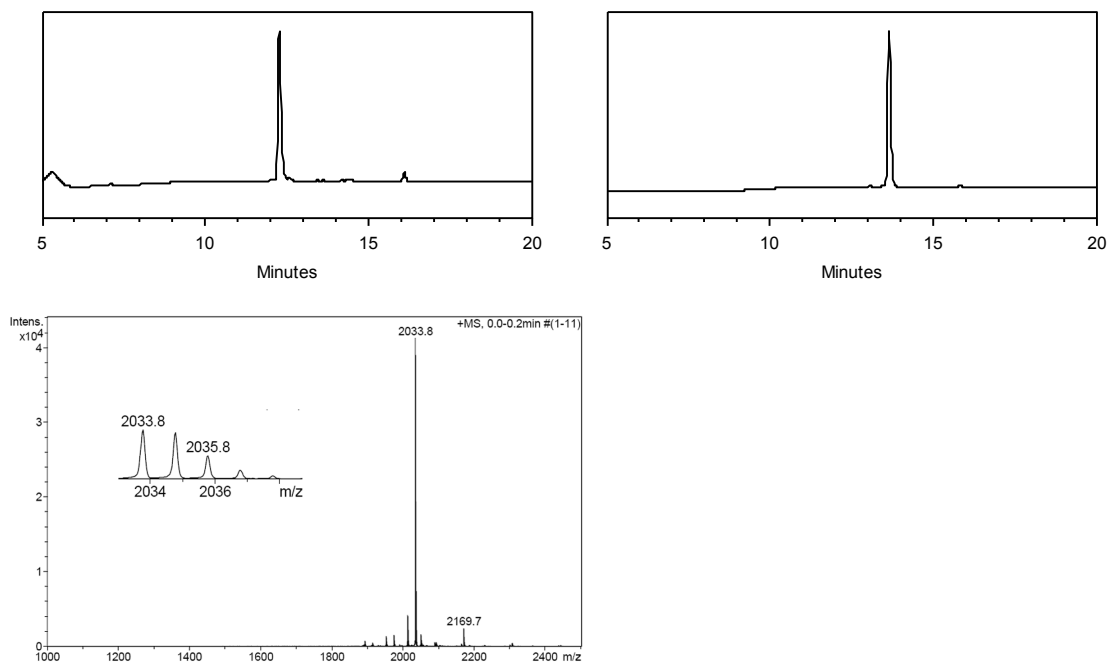 5 10 15 20
Minutes
5 10 15 20
Minutes
Intens.
x10⁴
+MS, 0.0-0.2min #(1-11)
2033.8
4
3
2033.8
2035.8
2034 2036 m/z
2
1
2169.7
0
1000 1200 1400 1600 1800 2000 2200 2400 m/z